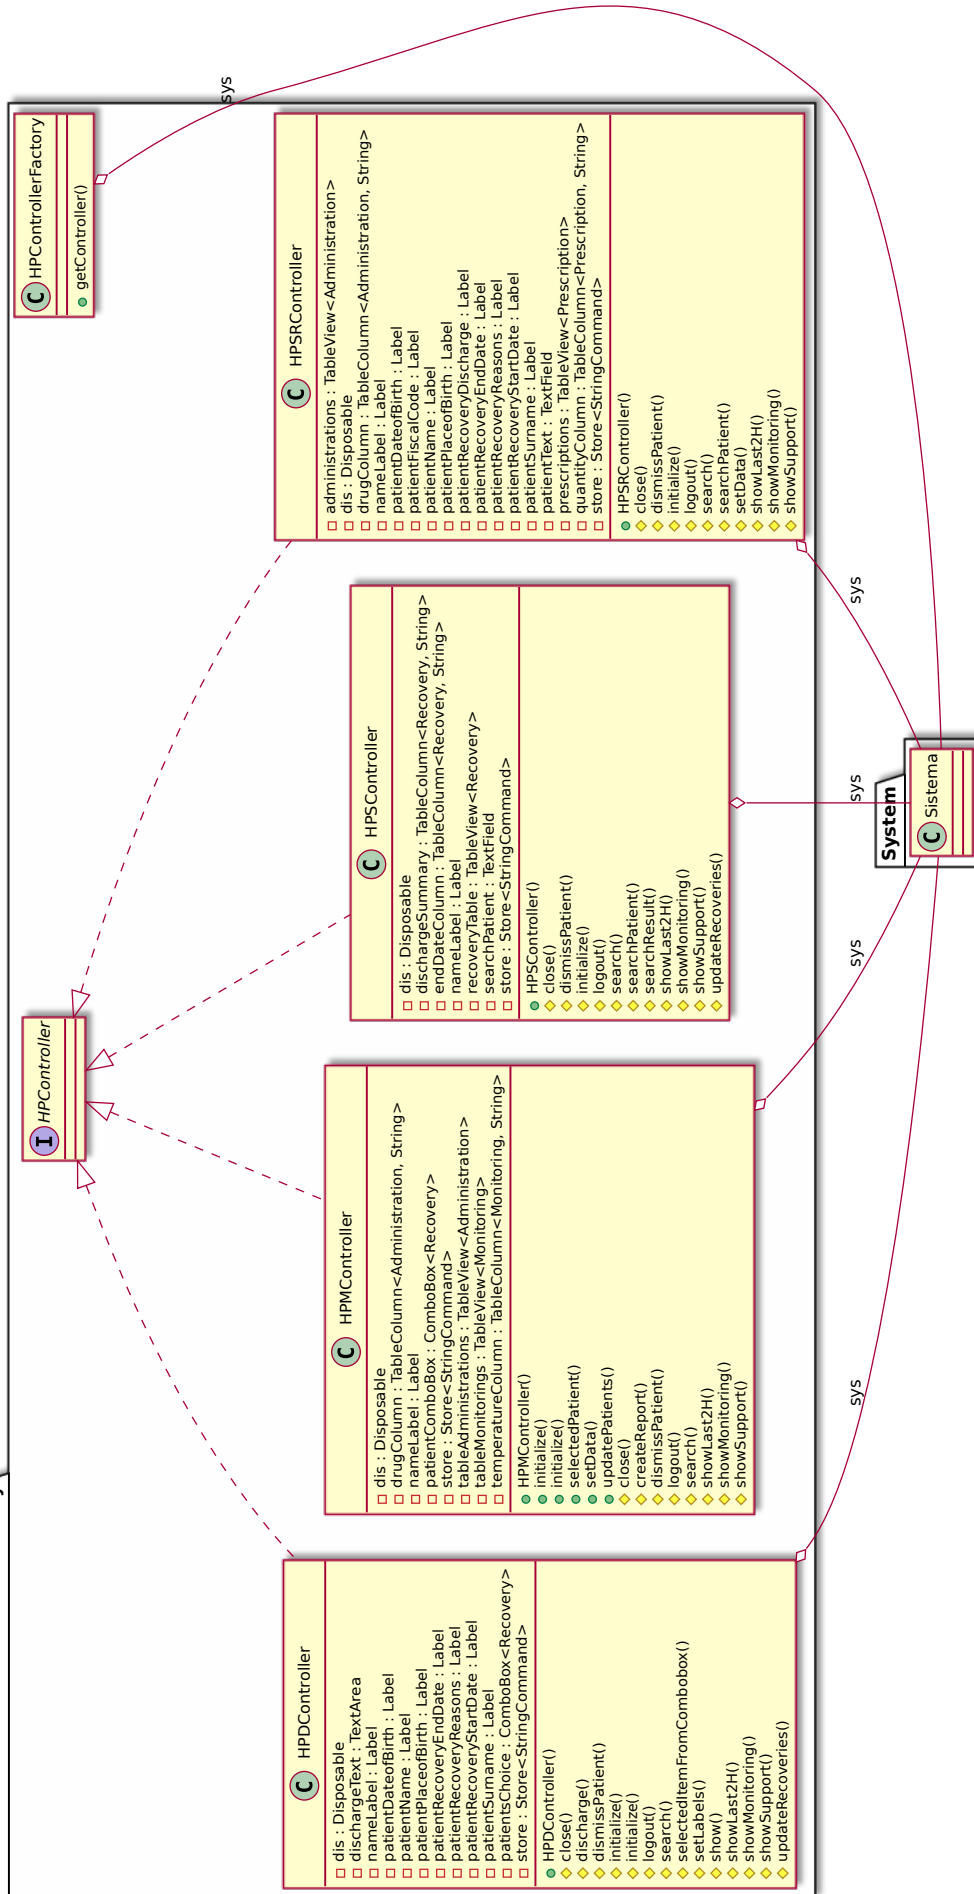 HPController
HPControllerFactory
getController()
HPDController
dis : Disposable
dischargeText : TextArea
nameLabel : Label
patientDateofBirth : Label
patientName : Label
patientPlaceofBirth : Label
patientRecoveryEndDate : Label
patientRecoveryReasons : Label
patientRecoveryStartDate : Label
patientSurname : Label
patientsChoice : ComboBox<Recovery>
store : Store<StringCommand>
HPDController()
close()
discharge()
dismissPatient()
initialize()
initialize()
logout()
search()
selectedItemFromCombobox()
setLabels()
show()
showLast2H()
showMonitoring()
showSupport()
updateRecoveries()
HPMController
dis : Disposable
drugColumn : TableColumn<Administration, String>
nameLabel : Label
patientComboBox : ComboBox<Recovery>
store : Store<StringCommand>
tableAdministrations : TableView<Administration>
tableMonitorings : TableView<Monitoring>
temperatureColumn : TableColumn<Monitoring, String>
HPMController()
initialize()
initialize()
selectedPatient()
setData()
updatePatients()
close()
createReport()
dismissPatient()
logout()
search()
showLast2H()
showMonitoring()
showSupport()
HPSController
dis : Disposable
dischargeSummary : TableColumn<Recovery, String>
endDateColumn : TableColumn<Recovery, String>
nameLabel : Label
recoveryTable : TableView<Recovery>
searchPatient : TextField
store : Store<StringCommand>
HPSController()
close()
dismissPatient()
initialize()
logout()
search()
searchPatient()
searchResult()
showLast2H()
showMonitoring()
showSupport()
updateRecoveries()
HPSRController
administrations : TableView<Administration>
dis : Disposable
drugColumn : TableColumn<Administration, String>
nameLabel : Label
patientDateofBirth : Label
patientFiscalCode : Label
patientName : Label
patientPlaceofBirth : Label
patientRecoveryDischarge : Label
patientRecoveryEndDate : Label
patientRecoveryReasons : Label
patientRecoveryStartDate : Label
patientSurname : Label
patientText : TextField
prescriptions : TableView<Prescription>
quantityColumn : TableColumn<Prescription, String>
store : Store<StringCommand>
HPSRController()
close()
dismissPatient()
initialize()
logout()
search()
searchPatient()
setData()
showLast2H()
showMonitoring()
showSupport()
sys
sys
sys
sys
sys
System
Sistema